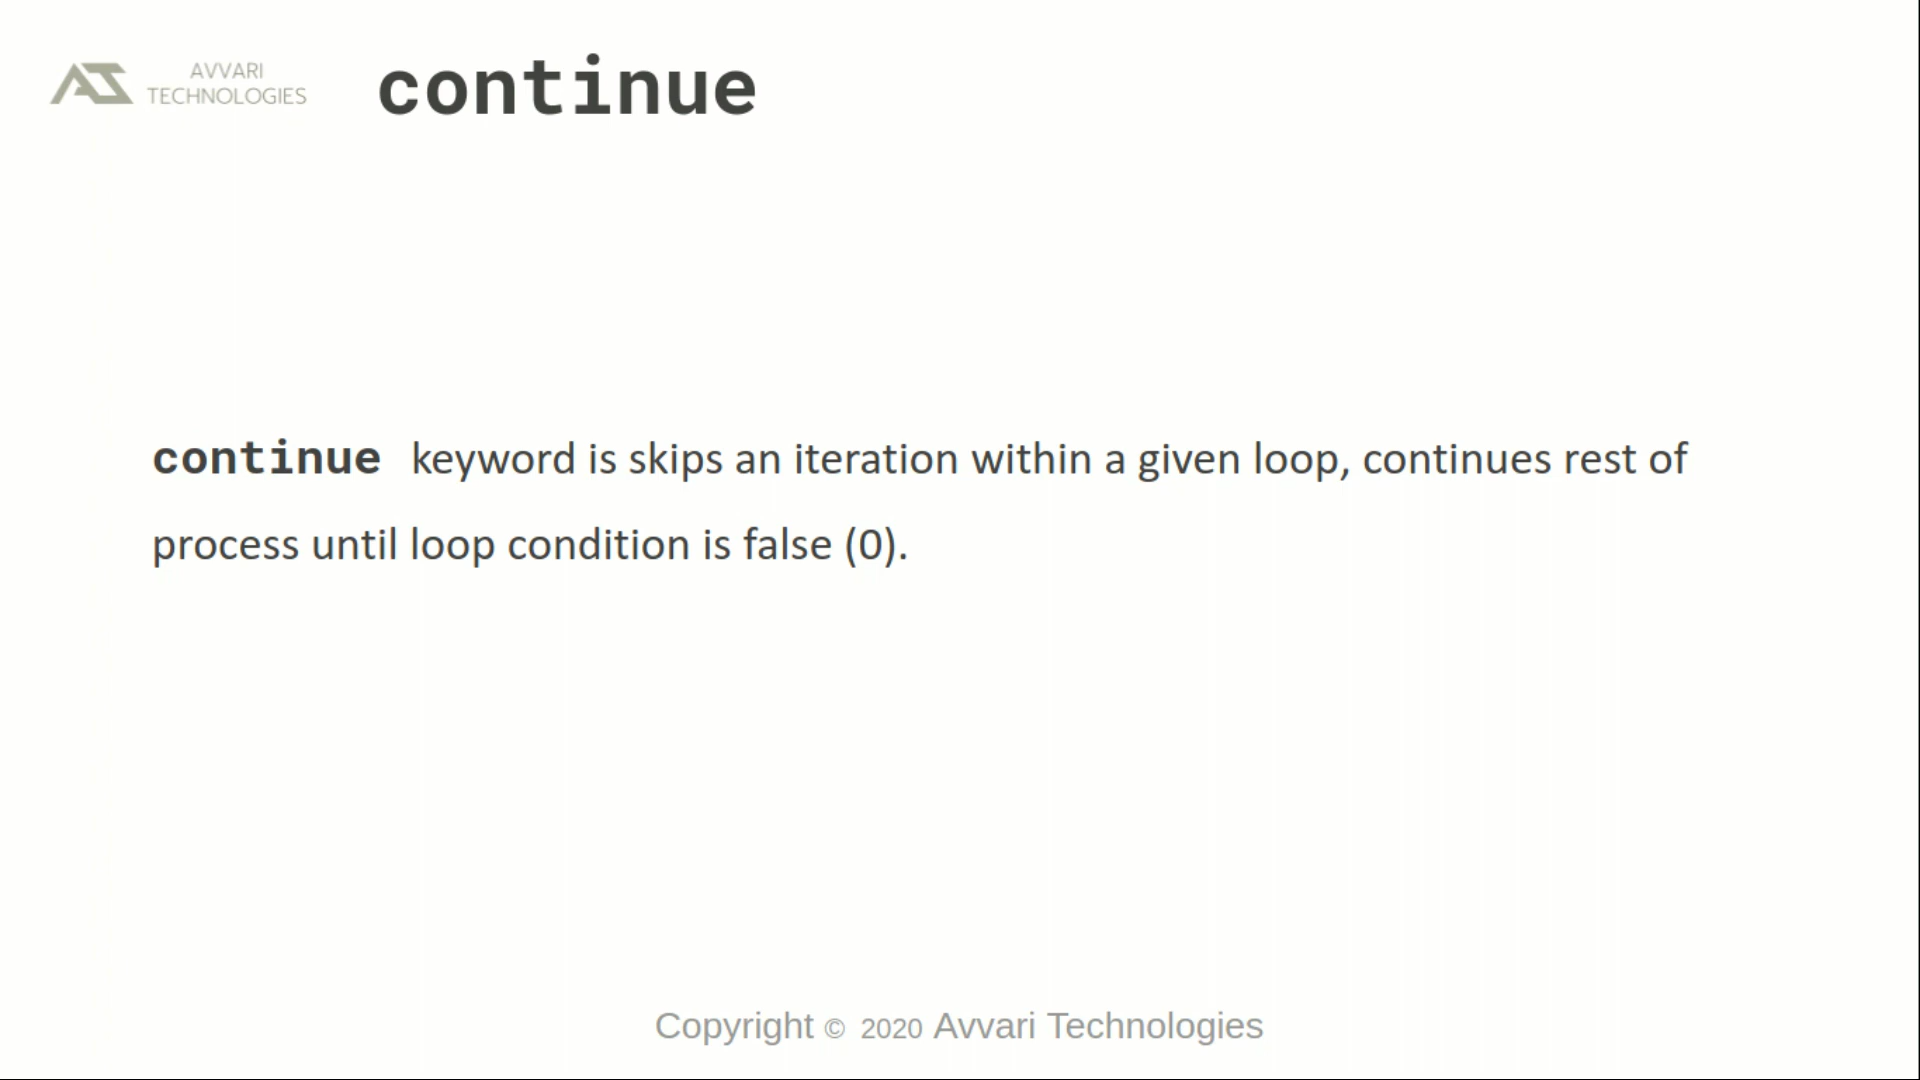 AVVARI
TECHNOLOGIES
continue
continue keyword is skips an iteration within a given loop, continues rest of
process until loop condition is false (0).
Copyright © 2020 Avvari Technologies